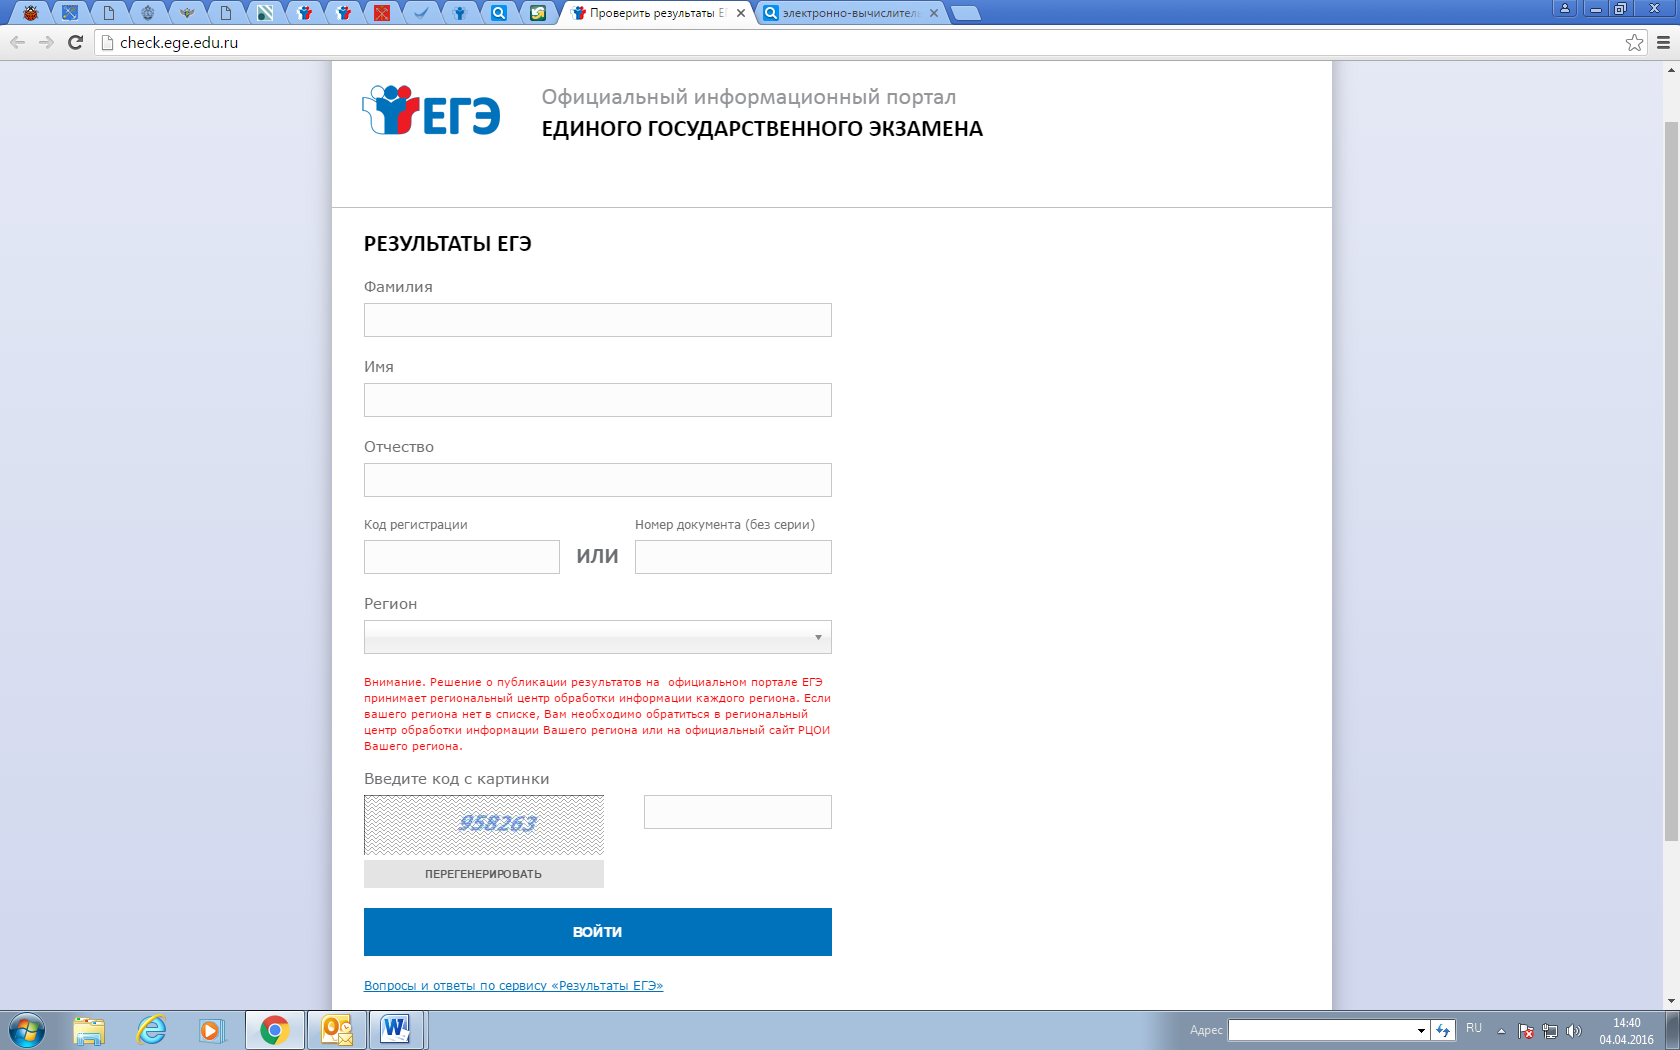 Проверить результаты Е
электронно-вычислител
check.ege.edu.ru
ЕГЭ
Официальный информационный портал
ЕДИНОГО ГОСУДАРСТВЕННОГО ЭКЗАМЕНА
РЕЗУЛЬТАТЫ ЕГЭ
Фамилия
Имя
Отчество
Код регистрации
Номер документа (без серии)
ИЛИ
Регион
Внимание. Решение о публикации результатов на официальном портале ЕГЭ
принимает региональный центр обработки информации каждого региона. Если
вашего региона нет в списке, Вам необходимо обратиться в региональный
центр обработки информации Вашего региона или на официальный сайт РЦОИ
Вашего региона.
Введите код с картинки
958263
ПЕРЕГЕНЕРИРОВАТЬ
ВОЙТИ
Вопросы и ответы по сервису «Результаты ЕГЭ»
Адрес
RU
14:40
04.04.2016